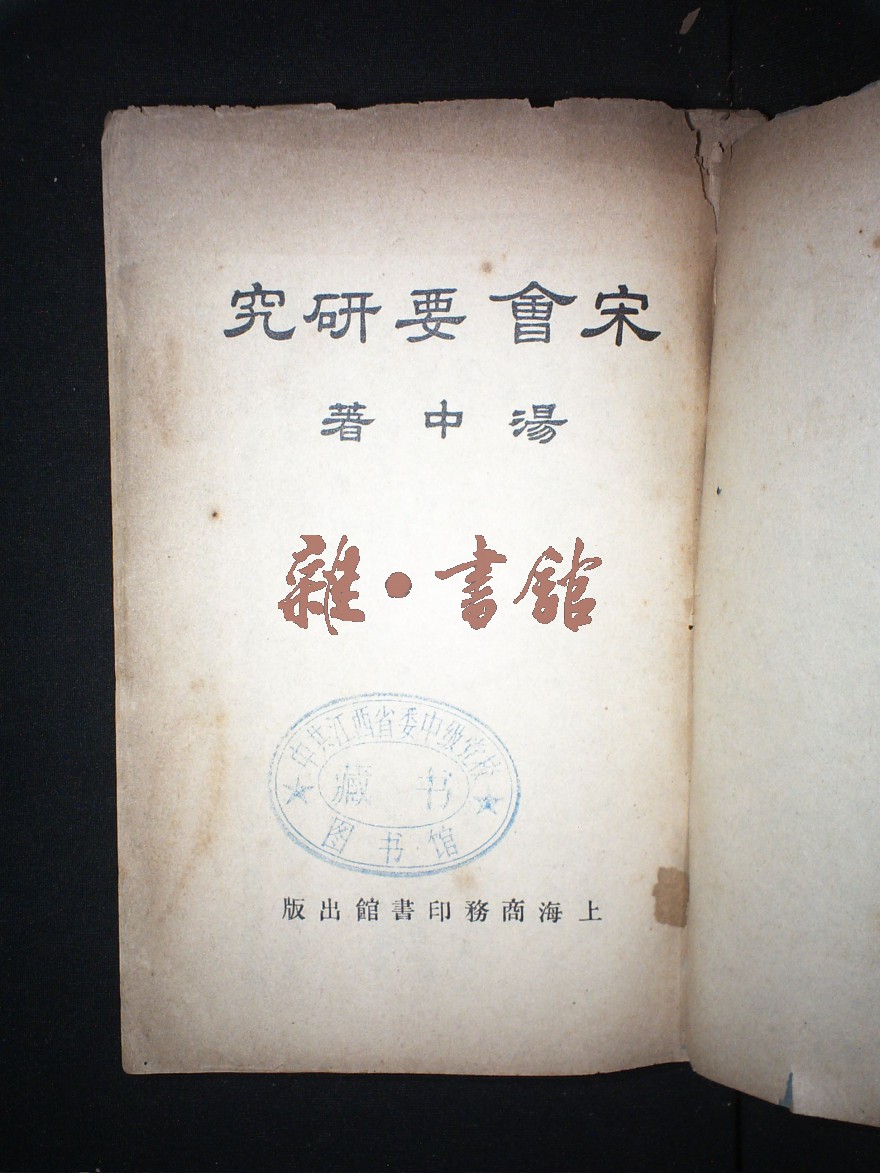 宋會要研究
湯中著
雜·書館
中共江西省委中级党校
藏书
图书馆
上海商務印書館出版